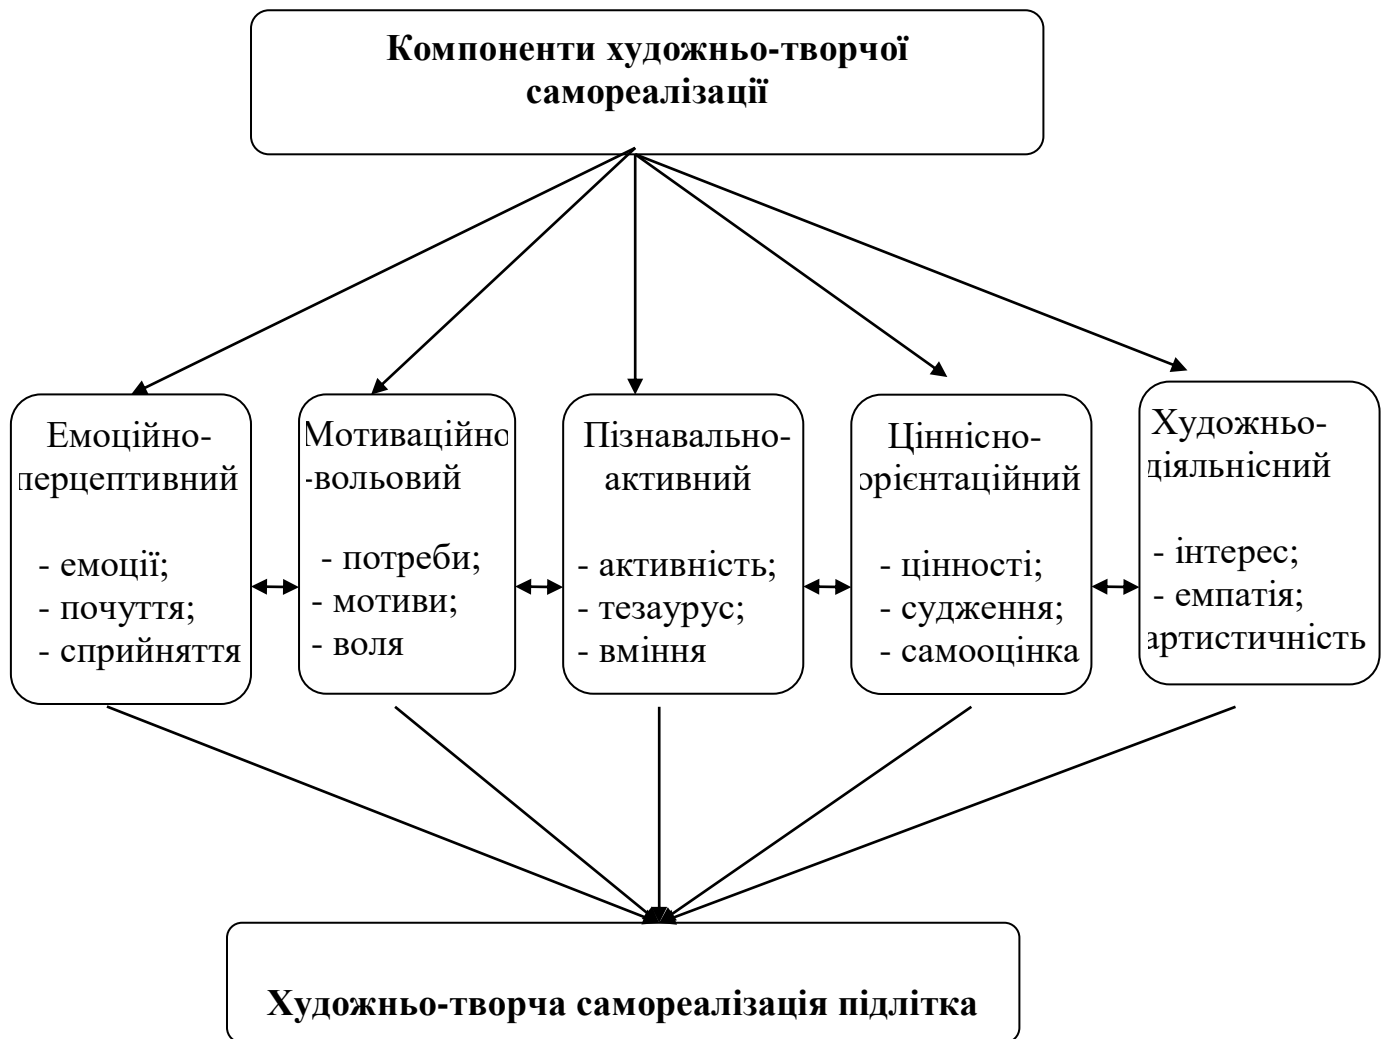 Компоненти художньо-творчої
самореалізації
Емоційно-
перцептивний
- емоції;
- почуття;
- сприйняття
Мотиваційно
-вольовий
- потреби;
- мотиви;
- воля
Пізнавально-
активний
- активність;
- тезаурус;
- вміння
Ціннісно-
орієнтаційний
- цінності;
- судження;
- самооцінка
Художньо-
діяльнісний
- інтерес;
- емпатія;
артистичність
Художньо-творча самореалізація підлітка